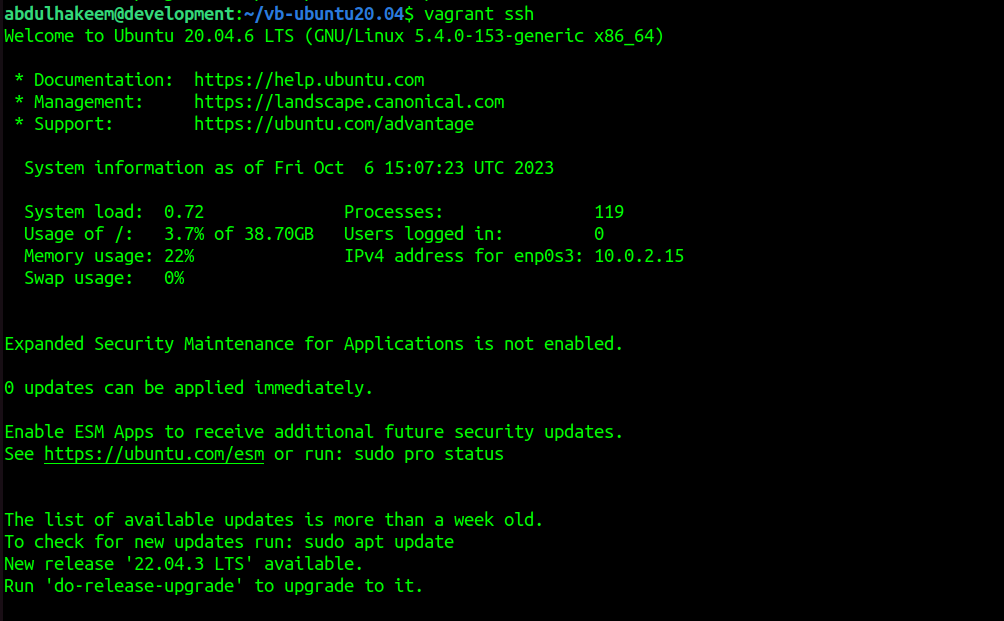 abdulhakeem@development:~/vb-ubuntu20.04$ vagrant ssh
Welcome to Ubuntu 20.04.6 LTS (GNU/Linux 5.4.0-153-generic x86_64)
* Documentation: https://help.ubuntu.com
* Management: https://landscape.canonical.com
* Support: https://ubuntu.com/advantage
System information as of Fri Oct 6 15:07:23 UTC 2023
System load: 0.72 Processes: 119
Usage of /: 3.7% of 38.70GB Users logged in: 0
Memory usage: 22% IPv4 address for enp0s3: 10.0.2.15
Swap usage: 0%
Expanded Security Maintenance for Applications is not enabled.
0 updates can be applied immediately.
Enable ESM Apps to receive additional future security updates.
See https://ubuntu.com/esm or run: sudo pro status
The list of available updates is more than a week old.
To check for new updates run: sudo apt update
New release '22.04.3 LTS' available.
Run 'do-release-upgrade' to upgrade to it.